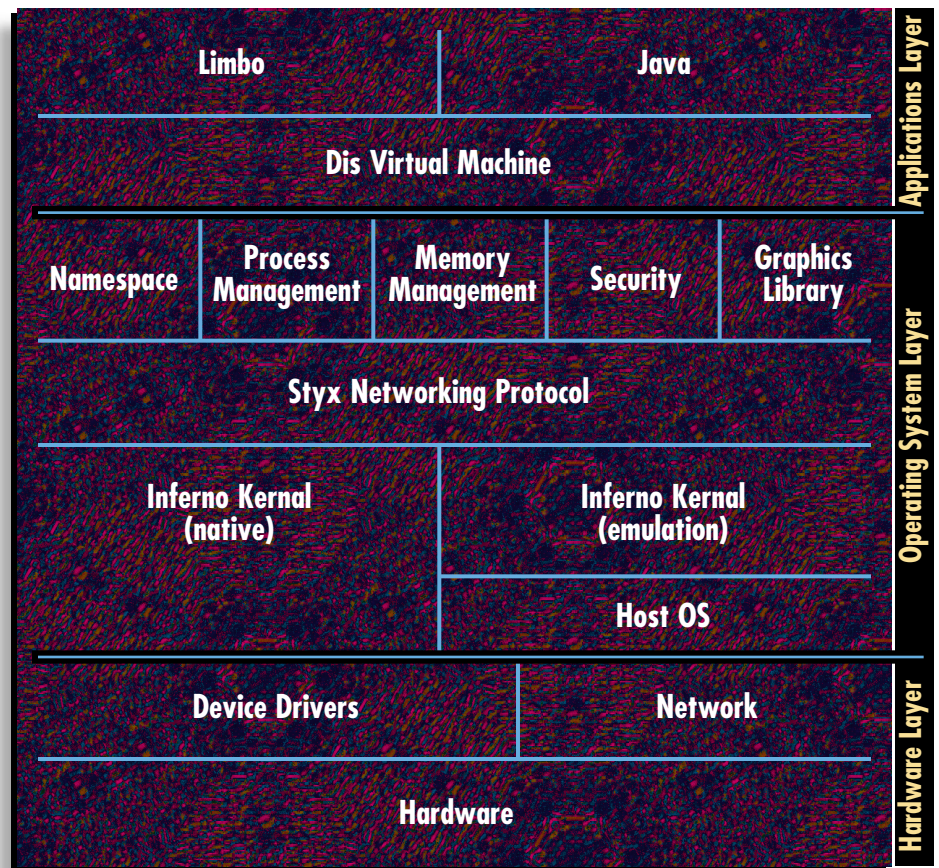 Limbo
Java
Dis Virtual Machine
Applications Layer
Namespace
Process
Management
Memory
Management
Security
Graphics
Library
Styx Networking Protocol
Inferno Kernal
(native)
Inferno Kernal
(emulation)
Host OS
Operating System Layer
Device Drivers
Network
Hardware
Hardware Layer